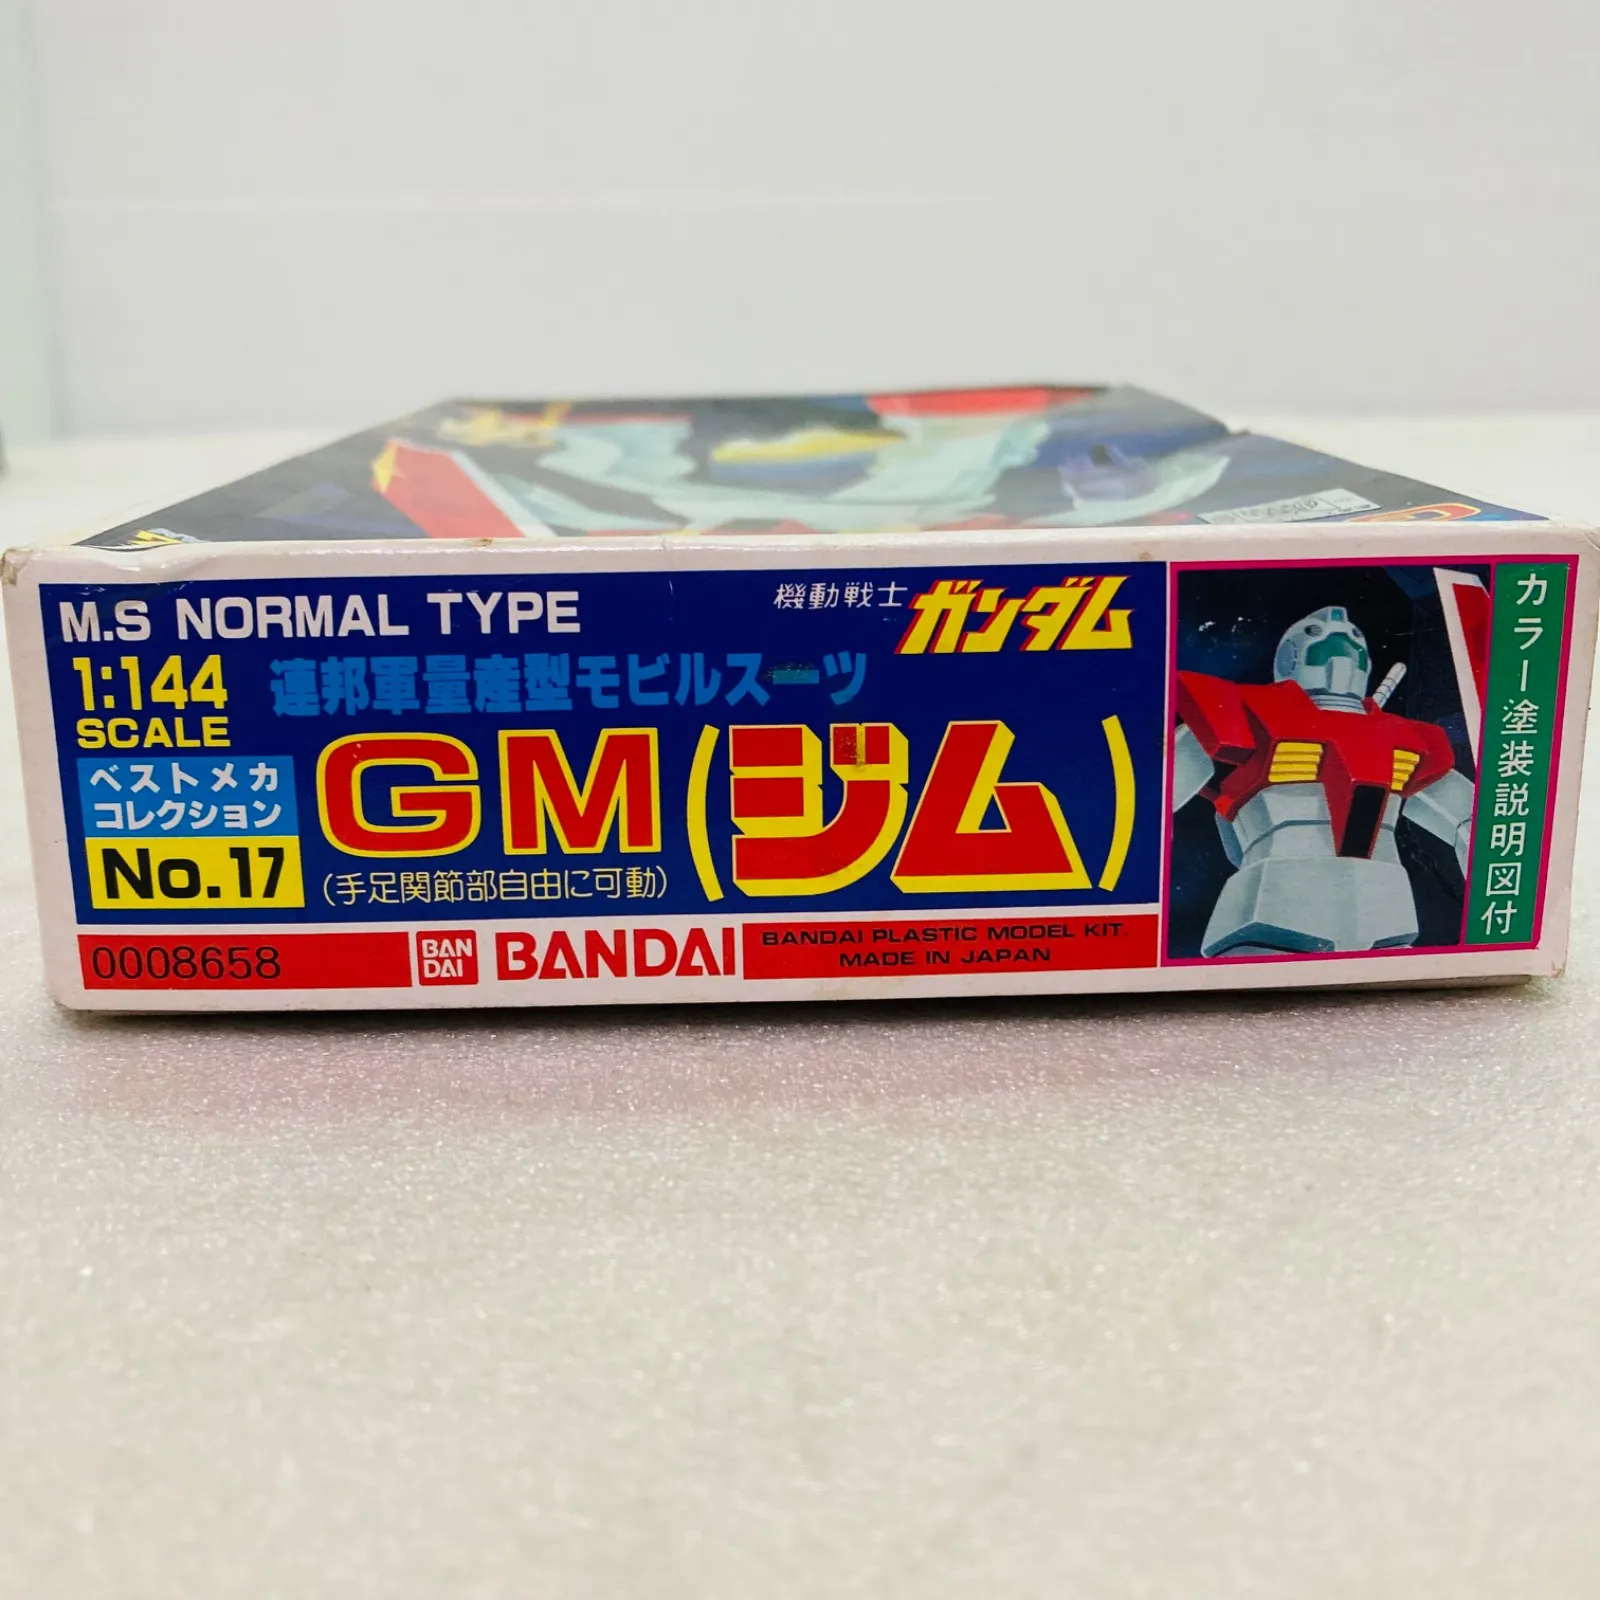 M.S NORMAL TYPE
機動戦士ガンダム
1:144
SCALE
連邦軍量産型モビルスーツ
ベストメカ
コレクション
No.17
GM(ジム)
(手足関節部自由に可動)
0008658
BAN
DAI
BANDAI
BANDAI PLASTIC MODEL KIT.
MADE IN JAPAN
カラー塗装説明図付